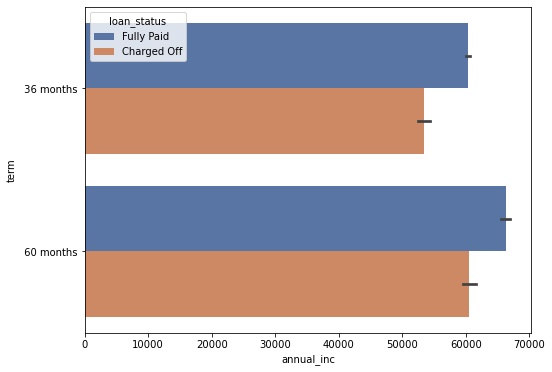 loan_status
Fully Paid
Charged Off
36 months
60 months
term
0 10000 20000 30000 40000 50000 60000 70000
annual_inc